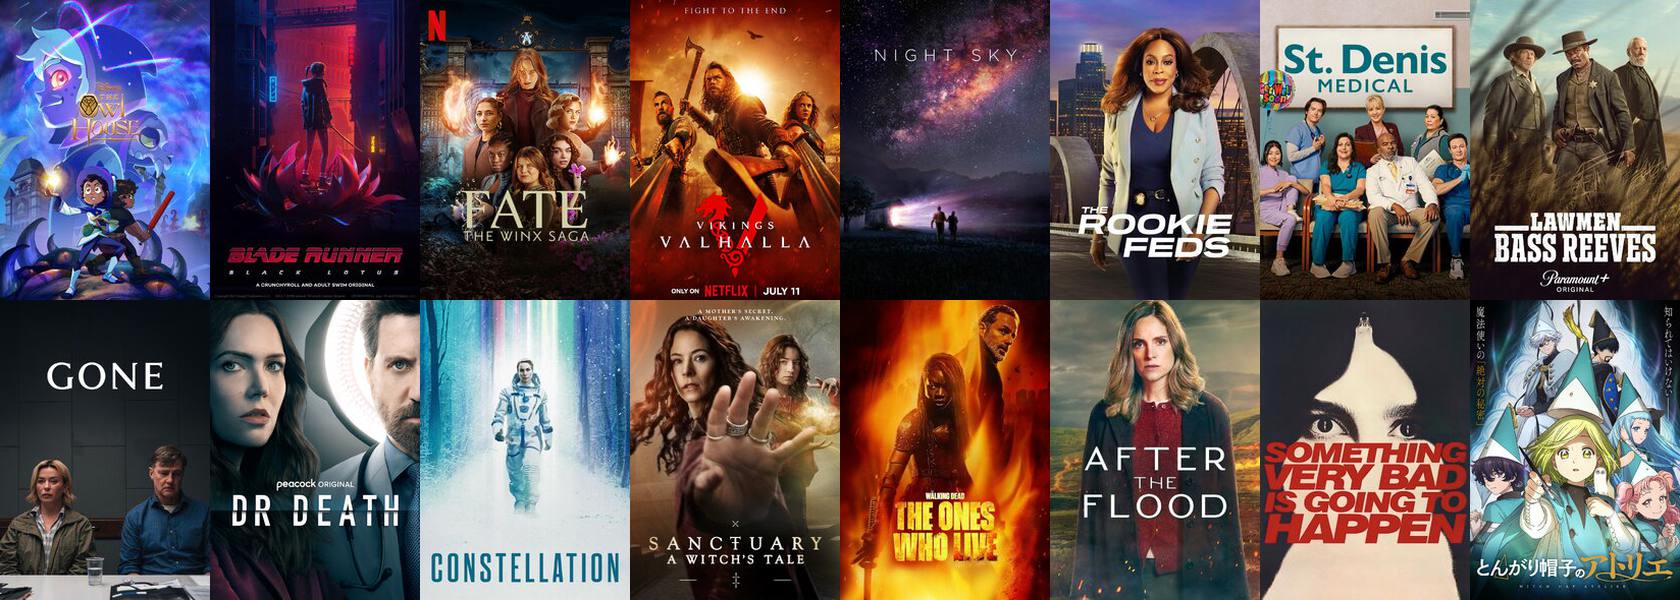 THE
OWL
HOUSE
BLADE RUNNER
BLACK LOTUS
A CRUNCHYROLL AND ADULT SWIM ORIGINAL
N
FATE
THE WINX SAGA
FIGHT TO THE END
VIKINGS
VALHALLA
ONLY ON NETFLIX | JULY 11
NIGHT SKY
THE
ROOKIE
FEDS
St. Denis
MEDICAL
Get Well
Soon
LAWMEN
BASS REEVES
Paramount+
ORIGINAL
GONE
peacock ORIGINAL
DR DEATH
CONSTELLATION
A MOTHER'S SECRET.
A DAUGHTER'S AWAKENING.
SANCTUARY
A WITCH'S TALE
THE WALKING DEAD
THE ONES
WHO LIVE
AFTER
THE
FLOOD
SOMETHING
VERY BAD
IS GOING TO
HAPPEN
知られてはいけない
魔法使いの「絶対の秘密」
とんがり帽子のアトリエ